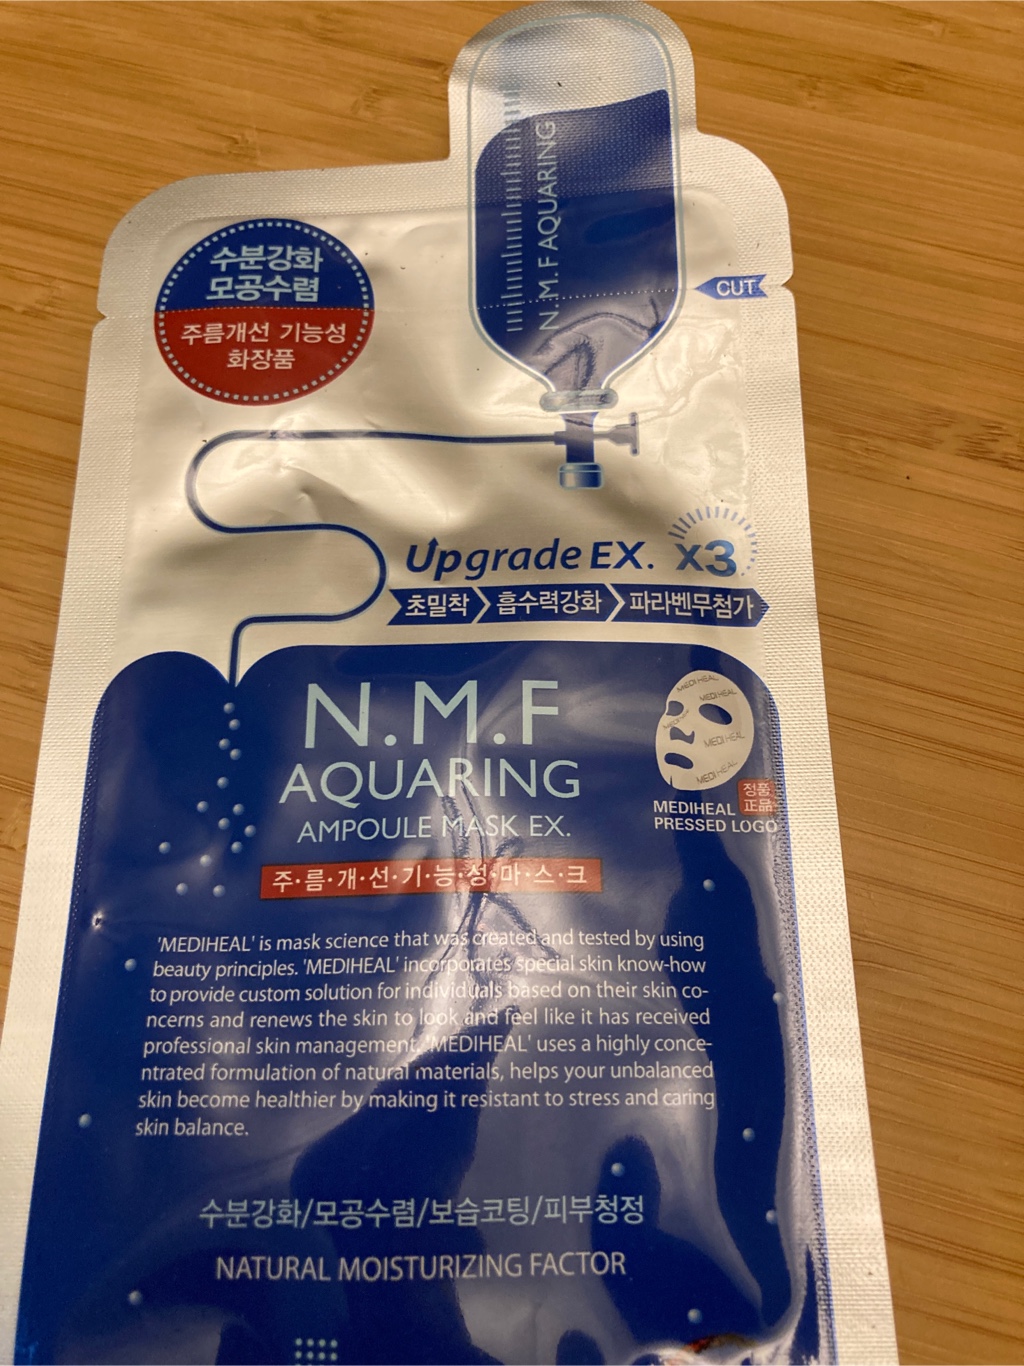 N.M.F AQUARING
수분강화
모공수렴
주름개선 기능성
화장품
CUT
Upgrade EX. x3
초밀착 흡수력강화 파라벤무첨가
N.M.F
AQUARING
AMPOULE MASK EX.
주·름·개·선·기·능·성·마·스·크
MEDIHEAL
MEDIHEAL
MEDIHEAL
MEDIHEAL
MEDIHEAL
정품
正品
MEDIHEAL
PRESSED LOGO
'MEDIHEAL' is mask science that was created and tested by using
beauty principles. 'MEDIHEAL' incorporates special skin know-how
to provide custom solution for individuals based on their skin co-
ncerns and renews the skin to look and feel like it has received
professional skin management. 'MEDIHEAL' uses a highly conce-
ntrated formulation of natural materials, helps your unbalanced
skin become healthier by making it resistant to stress and caring
skin balance.
수분강화/모공수렴/보습코팅/피부청정
NATURAL MOISTURIZING FACTOR